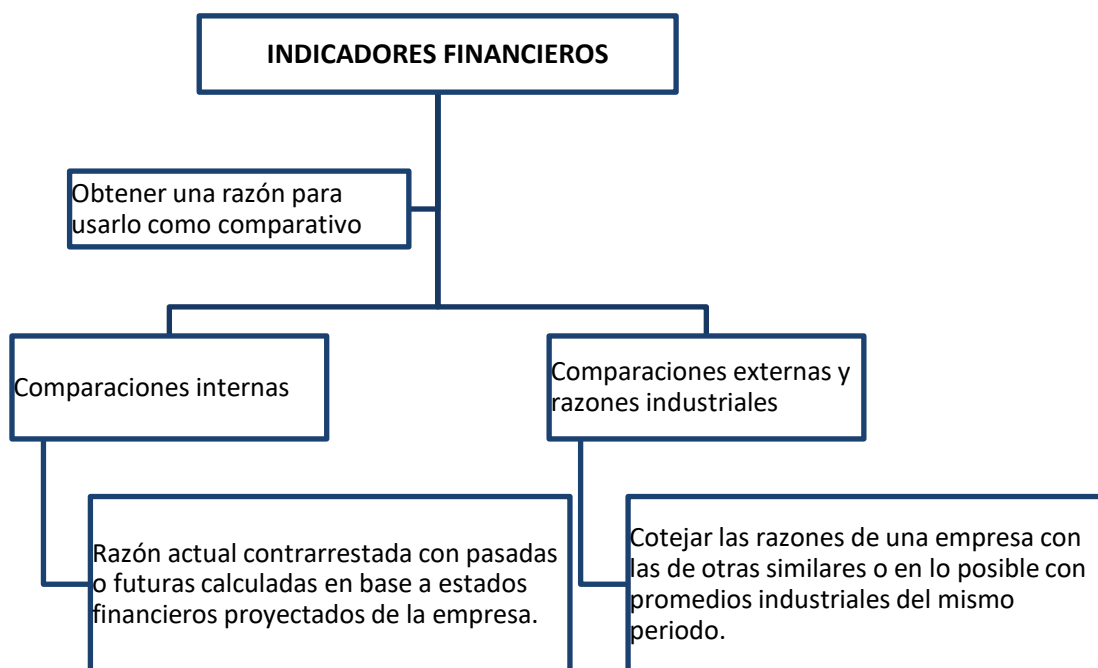 INDICADORES FINANCIEROS
Obtener una razón para
usarlo como comparativo
Comparaciones internas
Comparaciones externas y
razones industriales
Razón actual contrarrestada con pasadas
o futuras calculadas en base a estados
financieros proyectados de la empresa.
Cotejar las razones de una empresa con
las de otras similares o en lo posible con
promedios industriales del mismo
periodo.